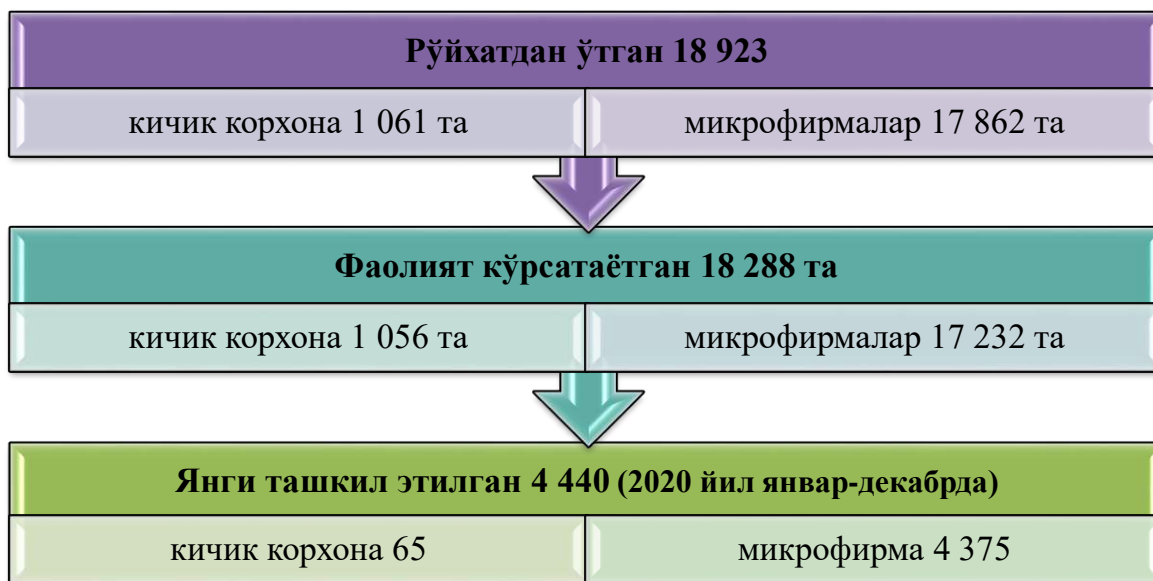 Рўйхатдан ўтган 18 923
кичик корхона 1 061 та
микрофирмалар 17 862 та
Фаолият кўрсатаётган 18 288 та
кичик корхона 1 056 та
микрофирмалар 17 232 та
Янги ташкил этилган 4 440 (2020 йил январ-декабрда)
кичик корхона 65
микрофирма 4 375